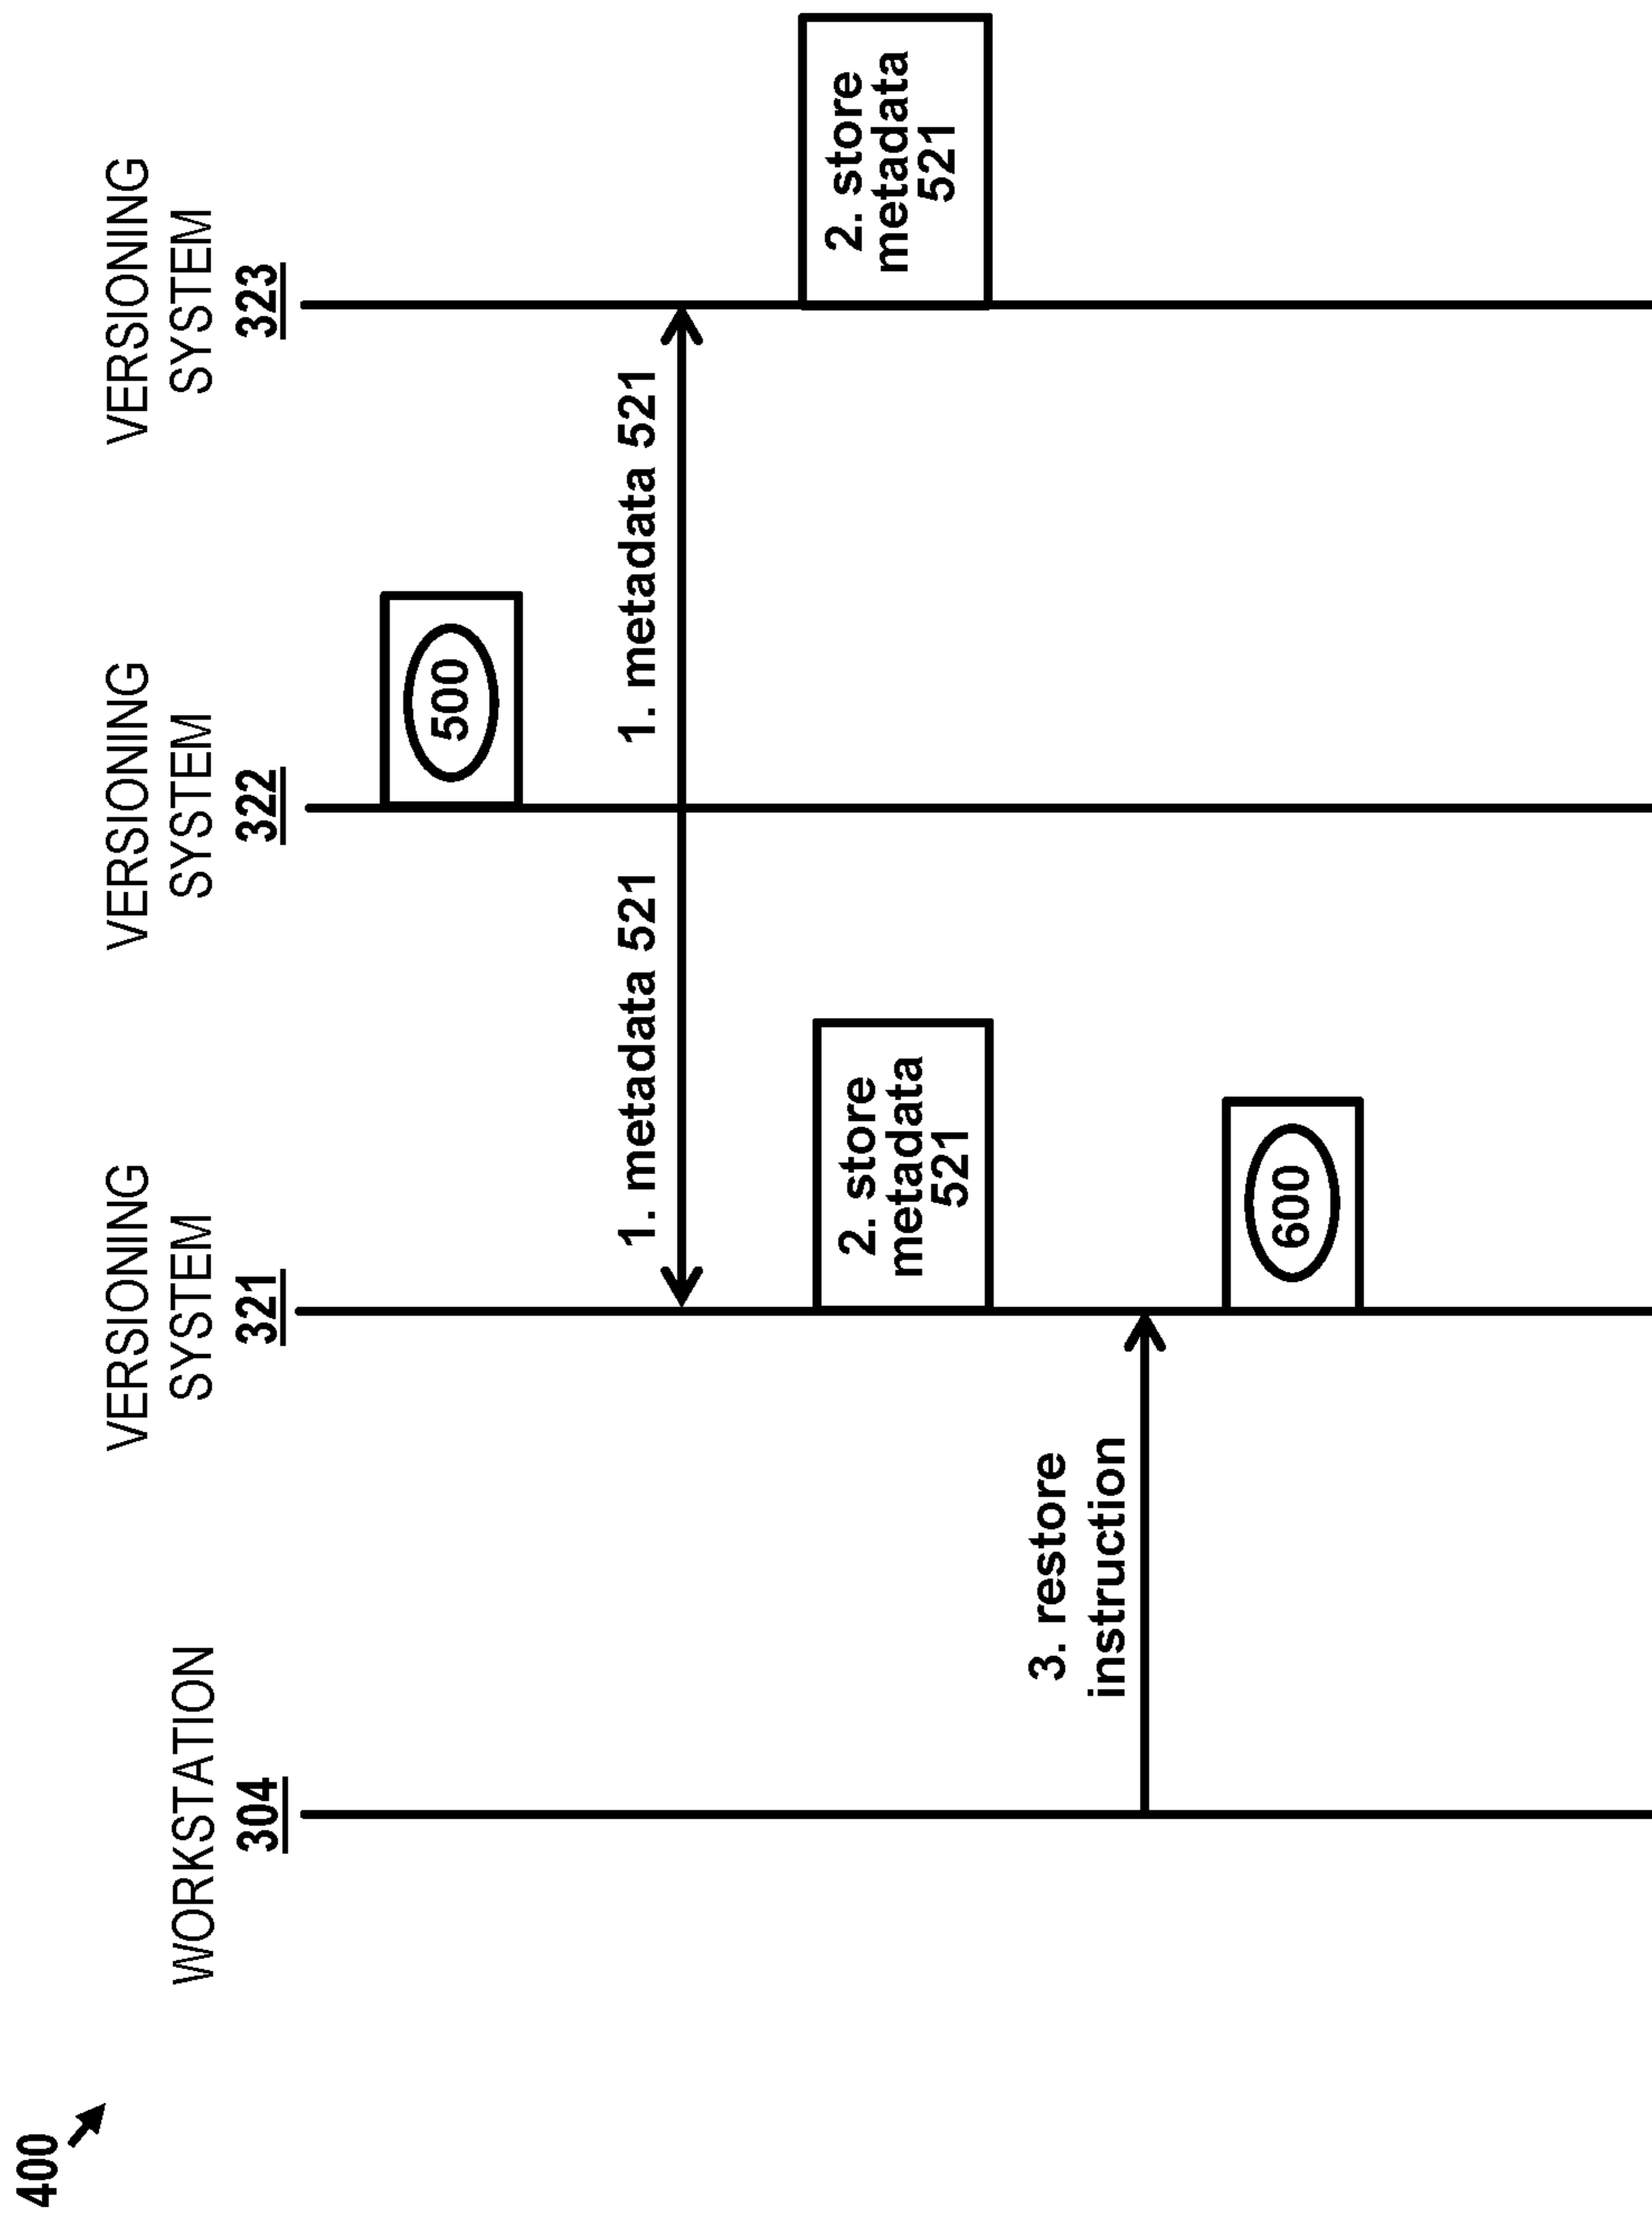 400
WORKSTATION
304
VERSIONING
SYSTEM
321
VERSIONING
SYSTEM
322
VERSIONING
SYSTEM
323
500
1. metadata 521
1. metadata 521
2. store
metadata
521
2. store
metadata
521
3. restore
instruction
600